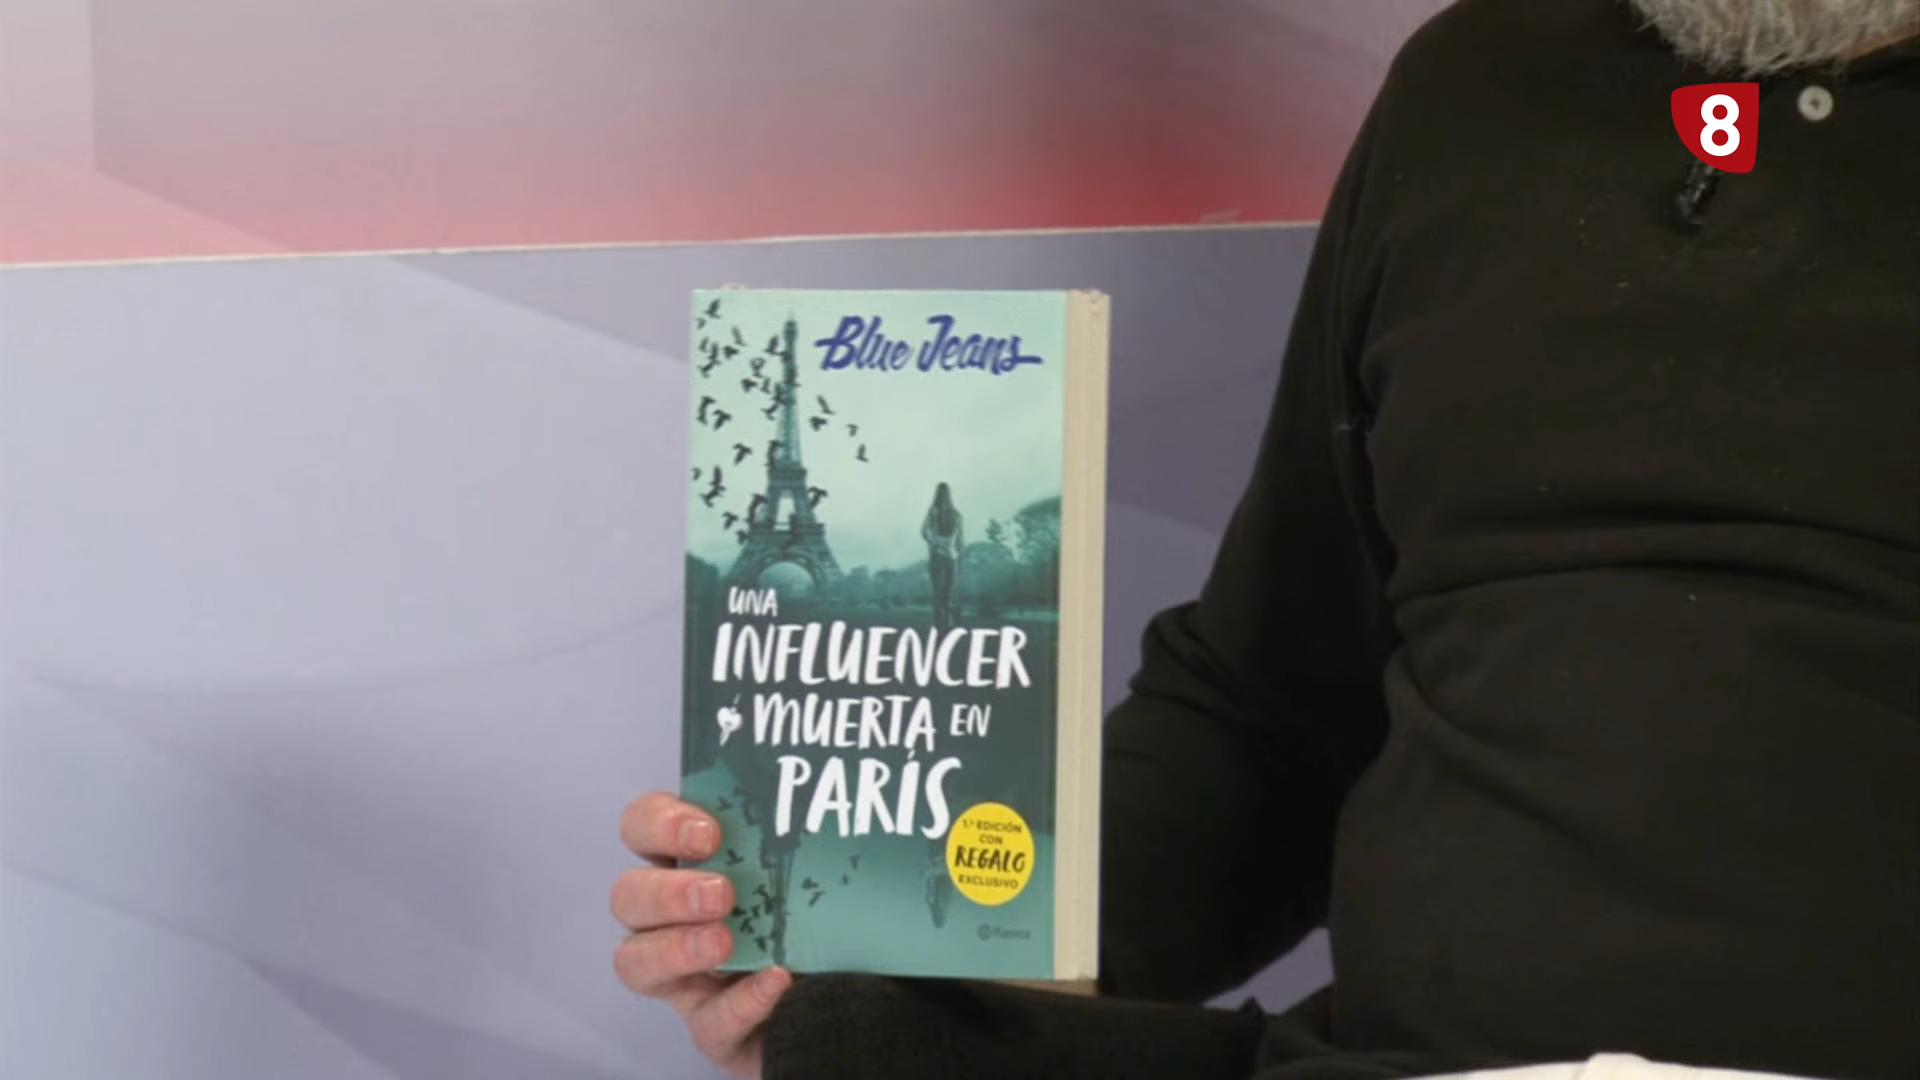 8
Blue Jeans
UNA
INFLUENCER
MUERTA EN
PARÍS
1.ª EDICIÓN
CON
REGALO
EXCLUSIVO
Planeta